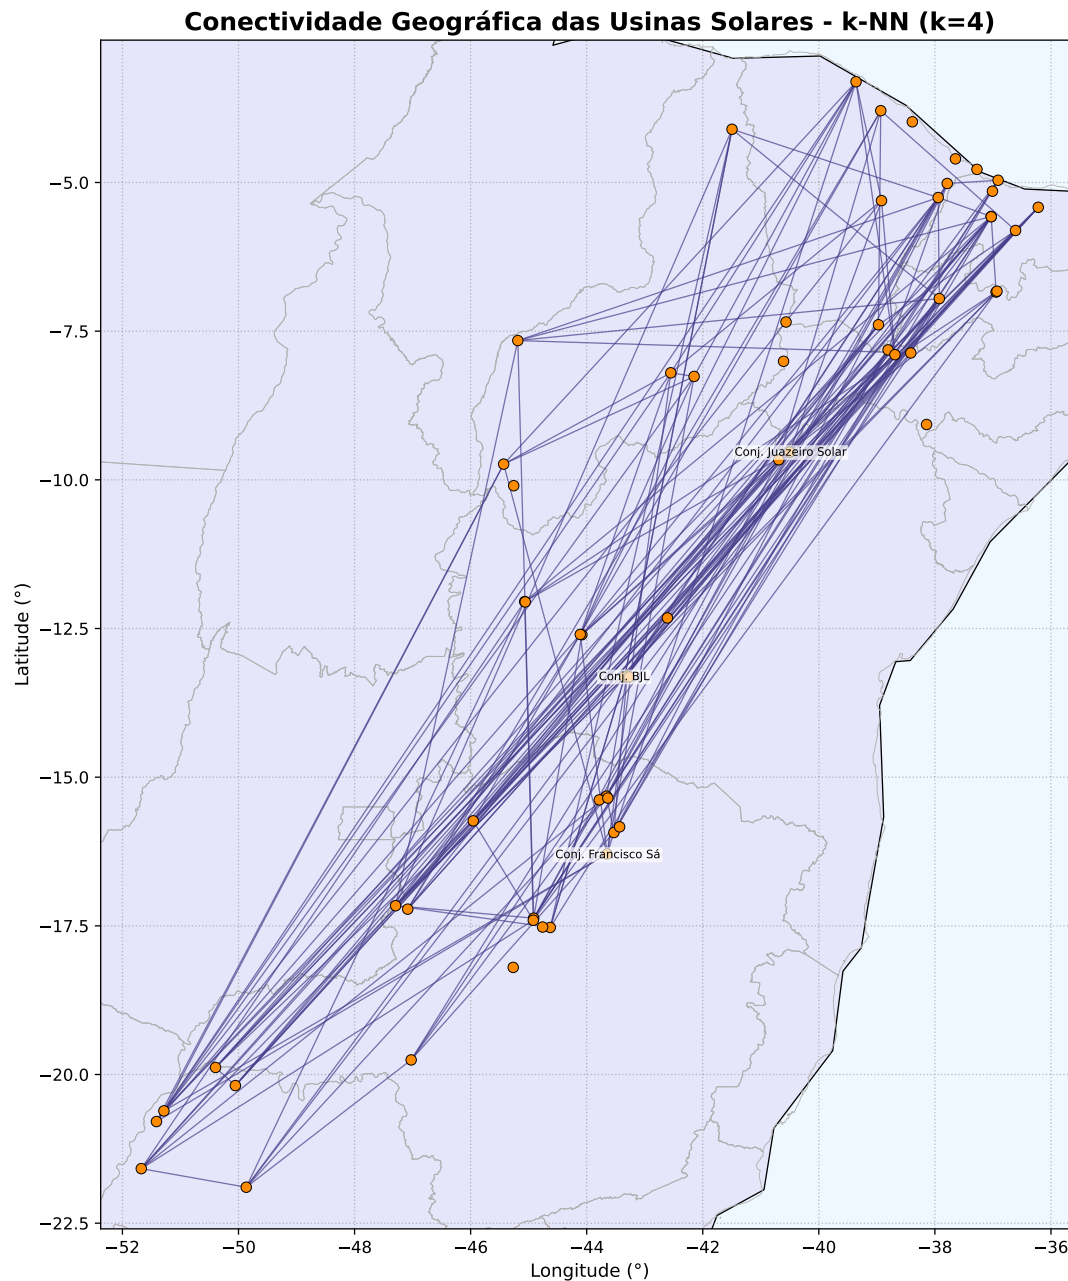 Conectividade Geográfica das Usinas Solares - k-NN (k=4)
−5.0
−7.5
Conj. Juazeiro Solar
−10.0
Latitude (°)
−12.5
Conj. BJL
−15.0
Conj. Francisco Sá
−17.5
−20.0
−22.5
−52
−50
−48
−46
−44
−42
−40
−38
−36
Longitude (°)